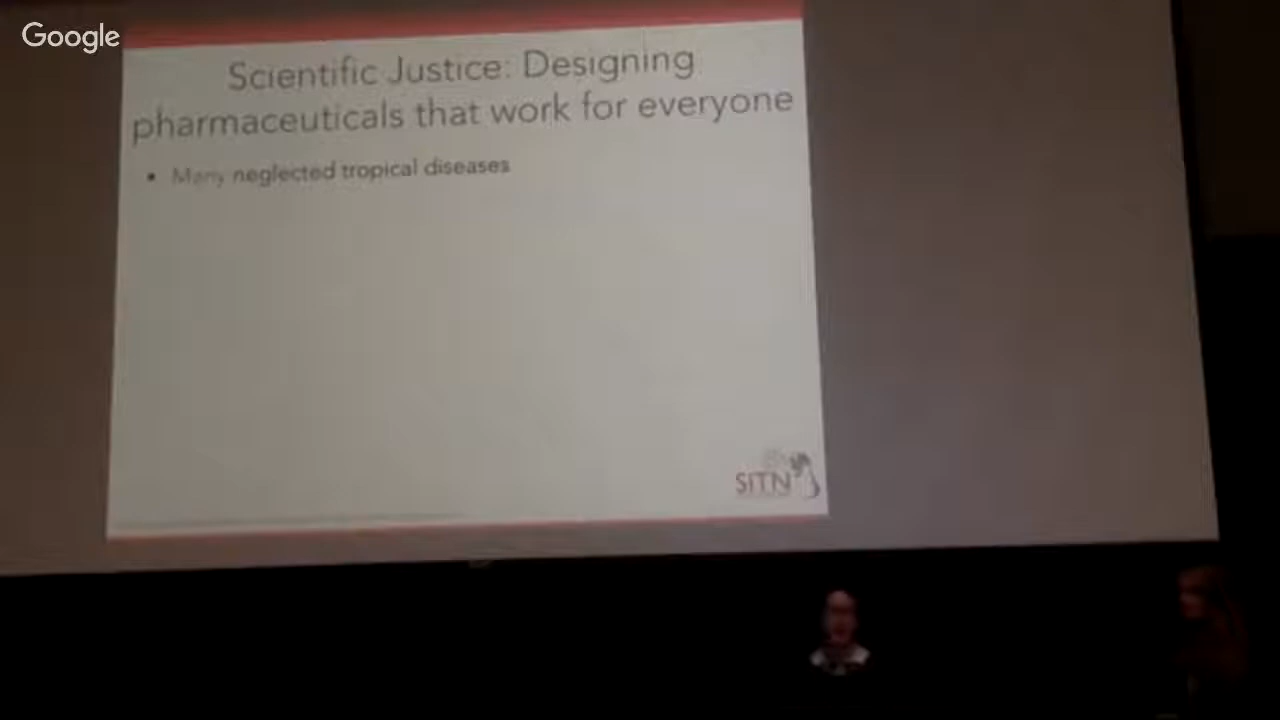 Google
Scientific Justice: Designing
pharmaceuticals that work for everyone
• Many neglected tropical diseases
SITN